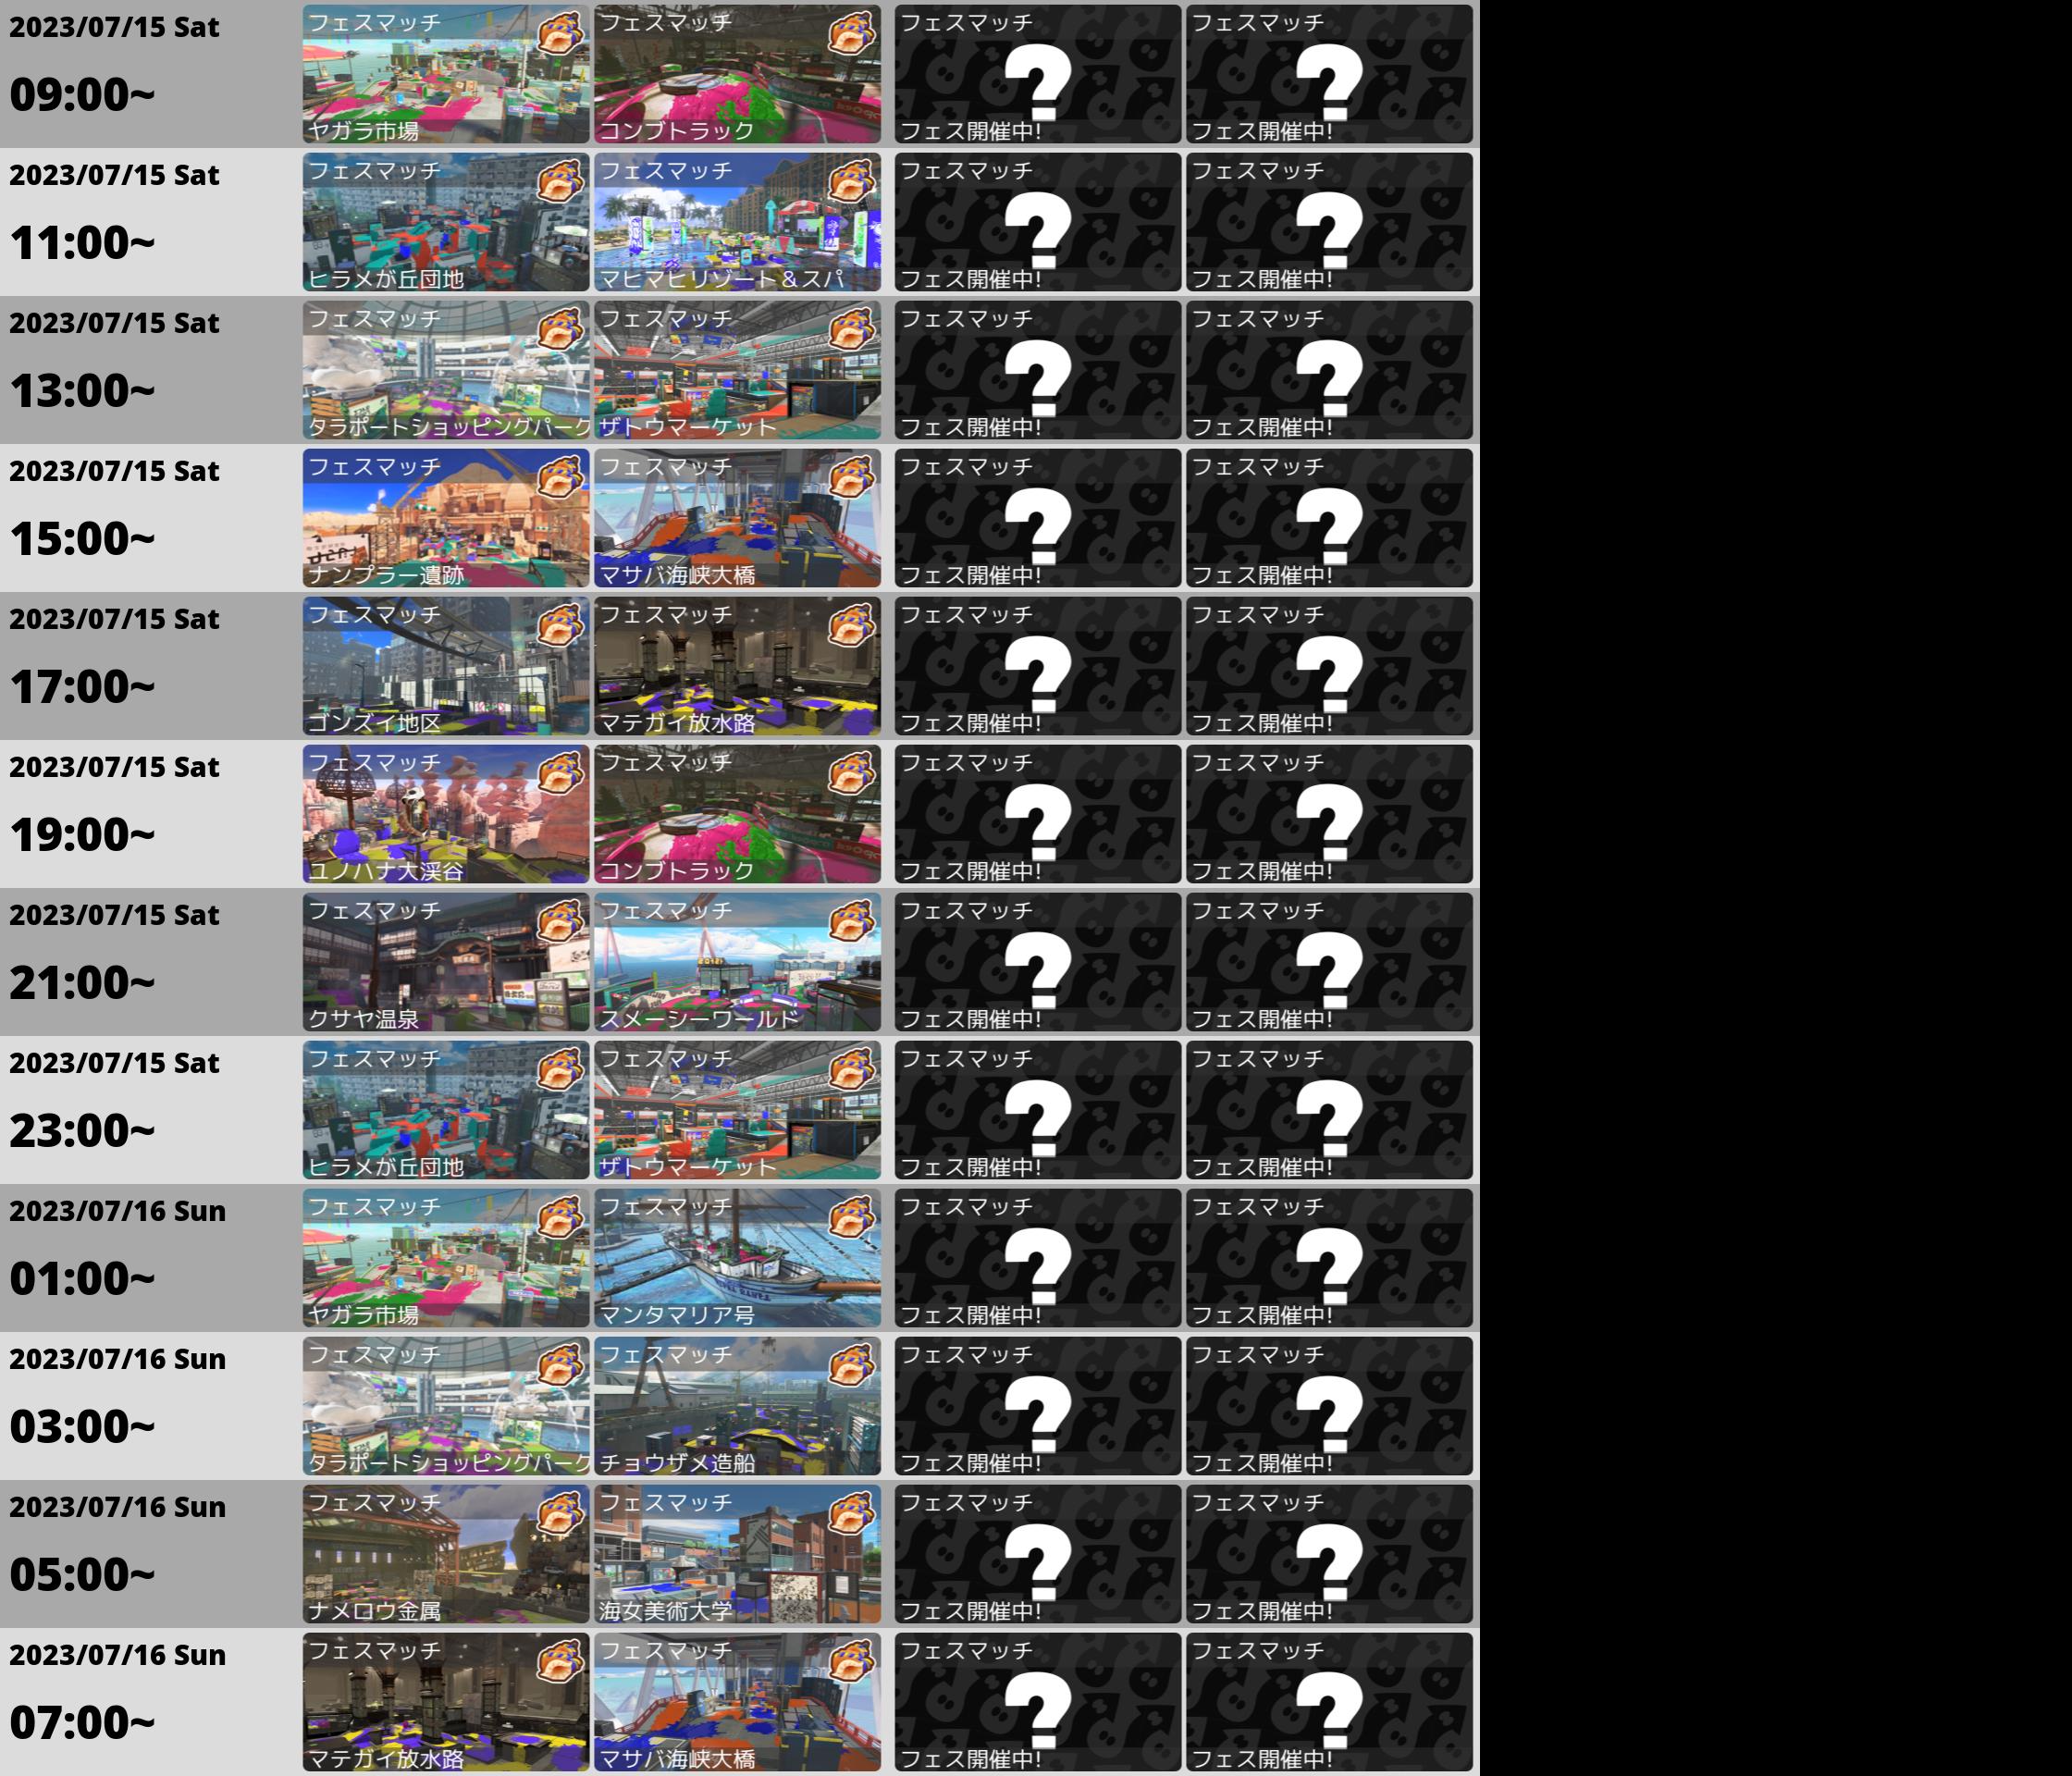 2023/07/15 Sat
09:00~
フェスマッチ
ヤガラ市場
フェスマッチ
コンブトラック
フェスマッチ
フェス開催中!
フェスマッチ
フェス開催中!
2023/07/15 Sat
11:00~
フェスマッチ
ヒラメが丘団地
フェスマッチ
マヒマヒリゾート&スパ
フェスマッチ
フェス開催中!
フェスマッチ
フェス開催中!
2023/07/15 Sat
13:00~
フェスマッチ
タラポートショッピングパーク
フェスマッチ
ザトウマーケット
フェスマッチ
フェス開催中!
フェスマッチ
フェス開催中!
2023/07/15 Sat
15:00~
フェスマッチ
ナンプラー遺跡
フェスマッチ
マサバ海峡大橋
フェスマッチ
フェス開催中!
フェスマッチ
フェス開催中!
2023/07/15 Sat
17:00~
フェスマッチ
ゴンズイ地区
フェスマッチ
マテガイ放水路
フェスマッチ
フェス開催中!
フェスマッチ
フェス開催中!
2023/07/15 Sat
19:00~
フェスマッチ
ユノハナ大渓谷
フェスマッチ
コンブトラック
フェスマッチ
フェス開催中!
フェスマッチ
フェス開催中!
2023/07/15 Sat
21:00~
フェスマッチ
クサヤ温泉
フェスマッチ
スメーシーワールド
フェスマッチ
フェス開催中!
フェスマッチ
フェス開催中!
2023/07/15 Sat
23:00~
フェスマッチ
ヒラメが丘団地
フェスマッチ
ザトウマーケット
フェスマッチ
フェス開催中!
フェスマッチ
フェス開催中!
2023/07/16 Sun
01:00~
フェスマッチ
ヤガラ市場
フェスマッチ
マンタマリア号
フェスマッチ
フェス開催中!
フェスマッチ
フェス開催中!
2023/07/16 Sun
03:00~
フェスマッチ
タラポートショッピングパーク
フェスマッチ
チョウザメ造船
フェスマッチ
フェス開催中!
フェスマッチ
フェス開催中!
2023/07/16 Sun
05:00~
フェスマッチ
ナメロウ金属
フェスマッチ
海女美術大学
フェスマッチ
フェス開催中!
フェスマッチ
フェス開催中!
2023/07/16 Sun
07:00~
フェスマッチ
マテガイ放水路
フェスマッチ
マサバ海峡大橋
フェスマッチ
フェス開催中!
フェスマッチ
フェス開催中!